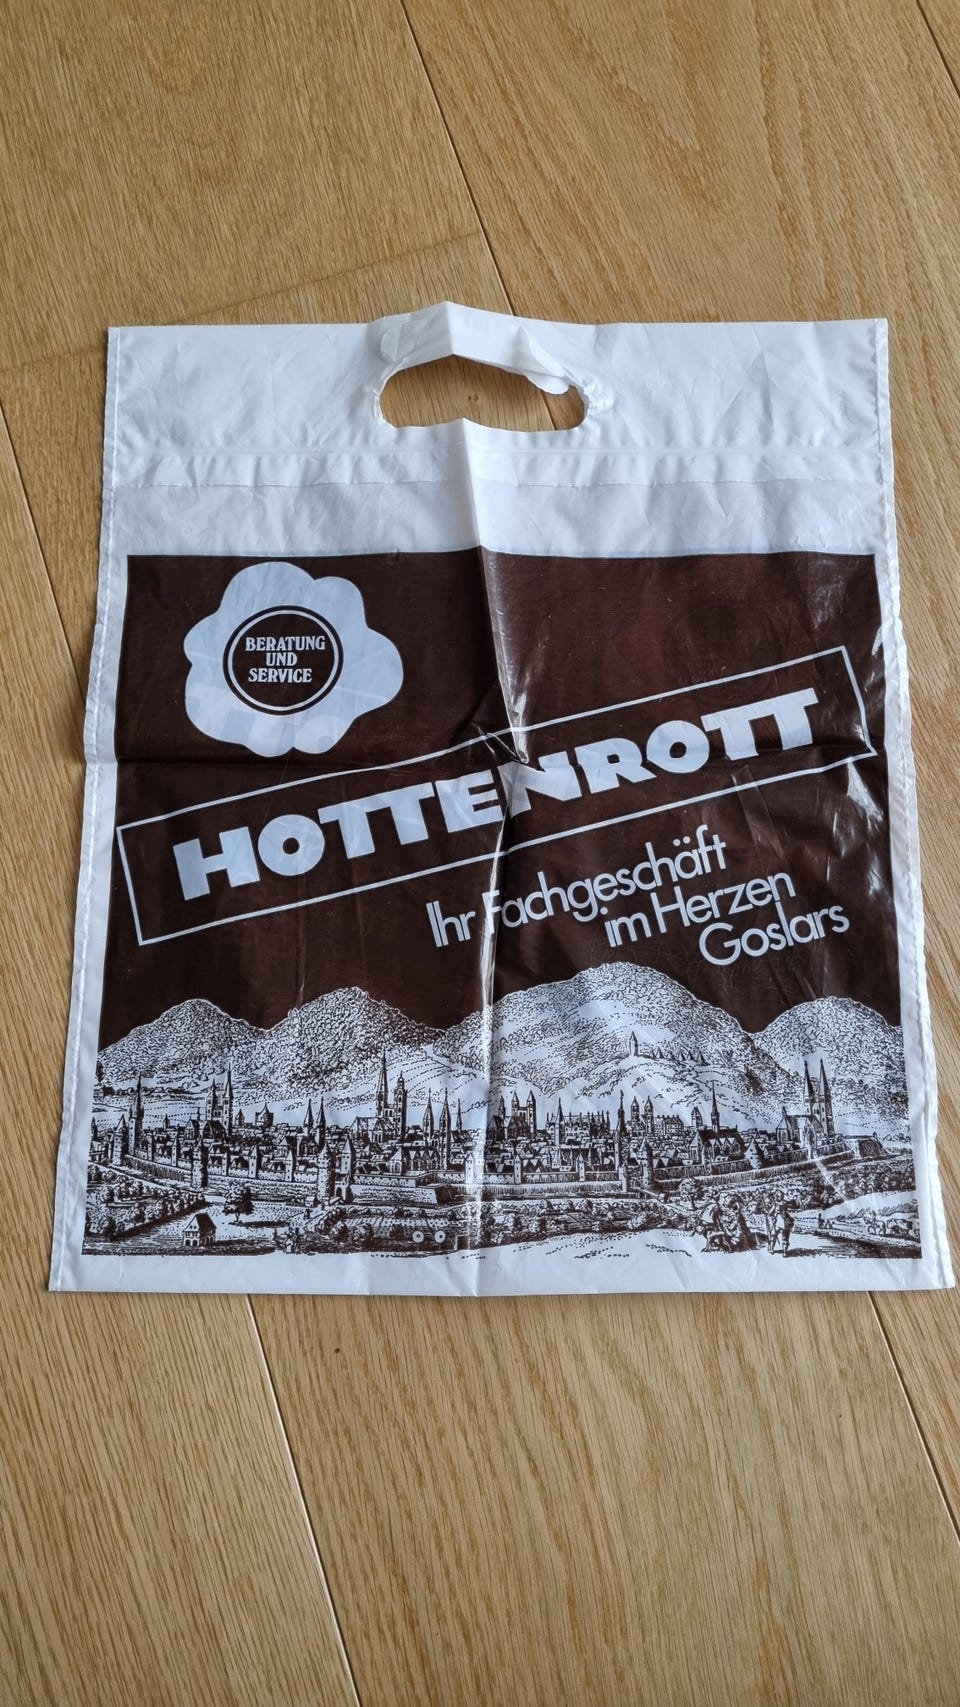 BERATUNG
UND
SERVICE
HOTTENROTT
Ihr Fachgeschäft
im Herzen
Goslars